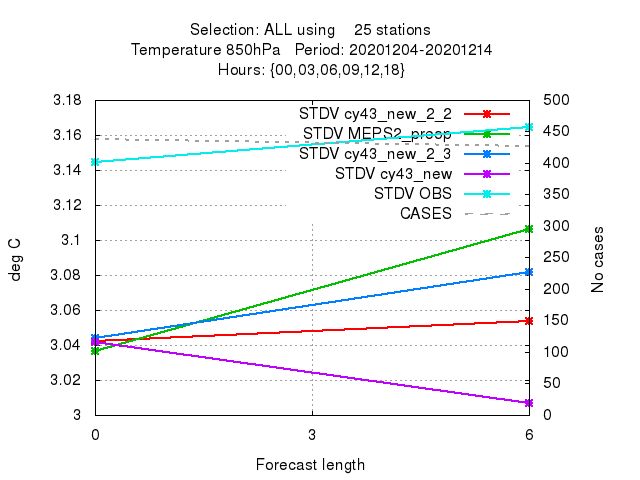 Selection: ALL using 25 stations
Temperature 850hPa Period: 20201204-20201214
Hours: {00,03,06,09,12,18}
3.18
3.16
3.14
3.12
3.1
3.08
3.06
3.04
3.02
3
deg C
STDV cy43_new_2_2
STDV MEPS2_preop
STDV cy43_new_2_3
STDV cy43_new
STDV OBS
CASES
500
450
400
350
300
250
200
150
100
50
0
No cases
0 3 6
Forecast length